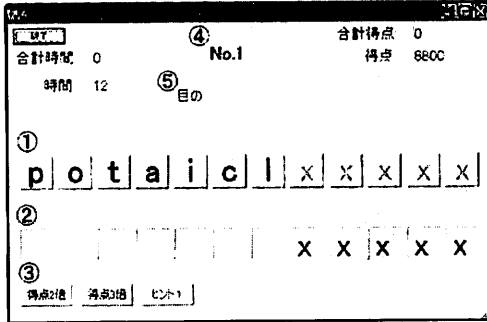 終了
④
合計得点 0
合計時間 0
No.1
得点 8800
時間 12
⑤
目の
①
p o t a i c l x x x x x
②
x x x x x
③
得点2倍 得点3倍 ヒント1